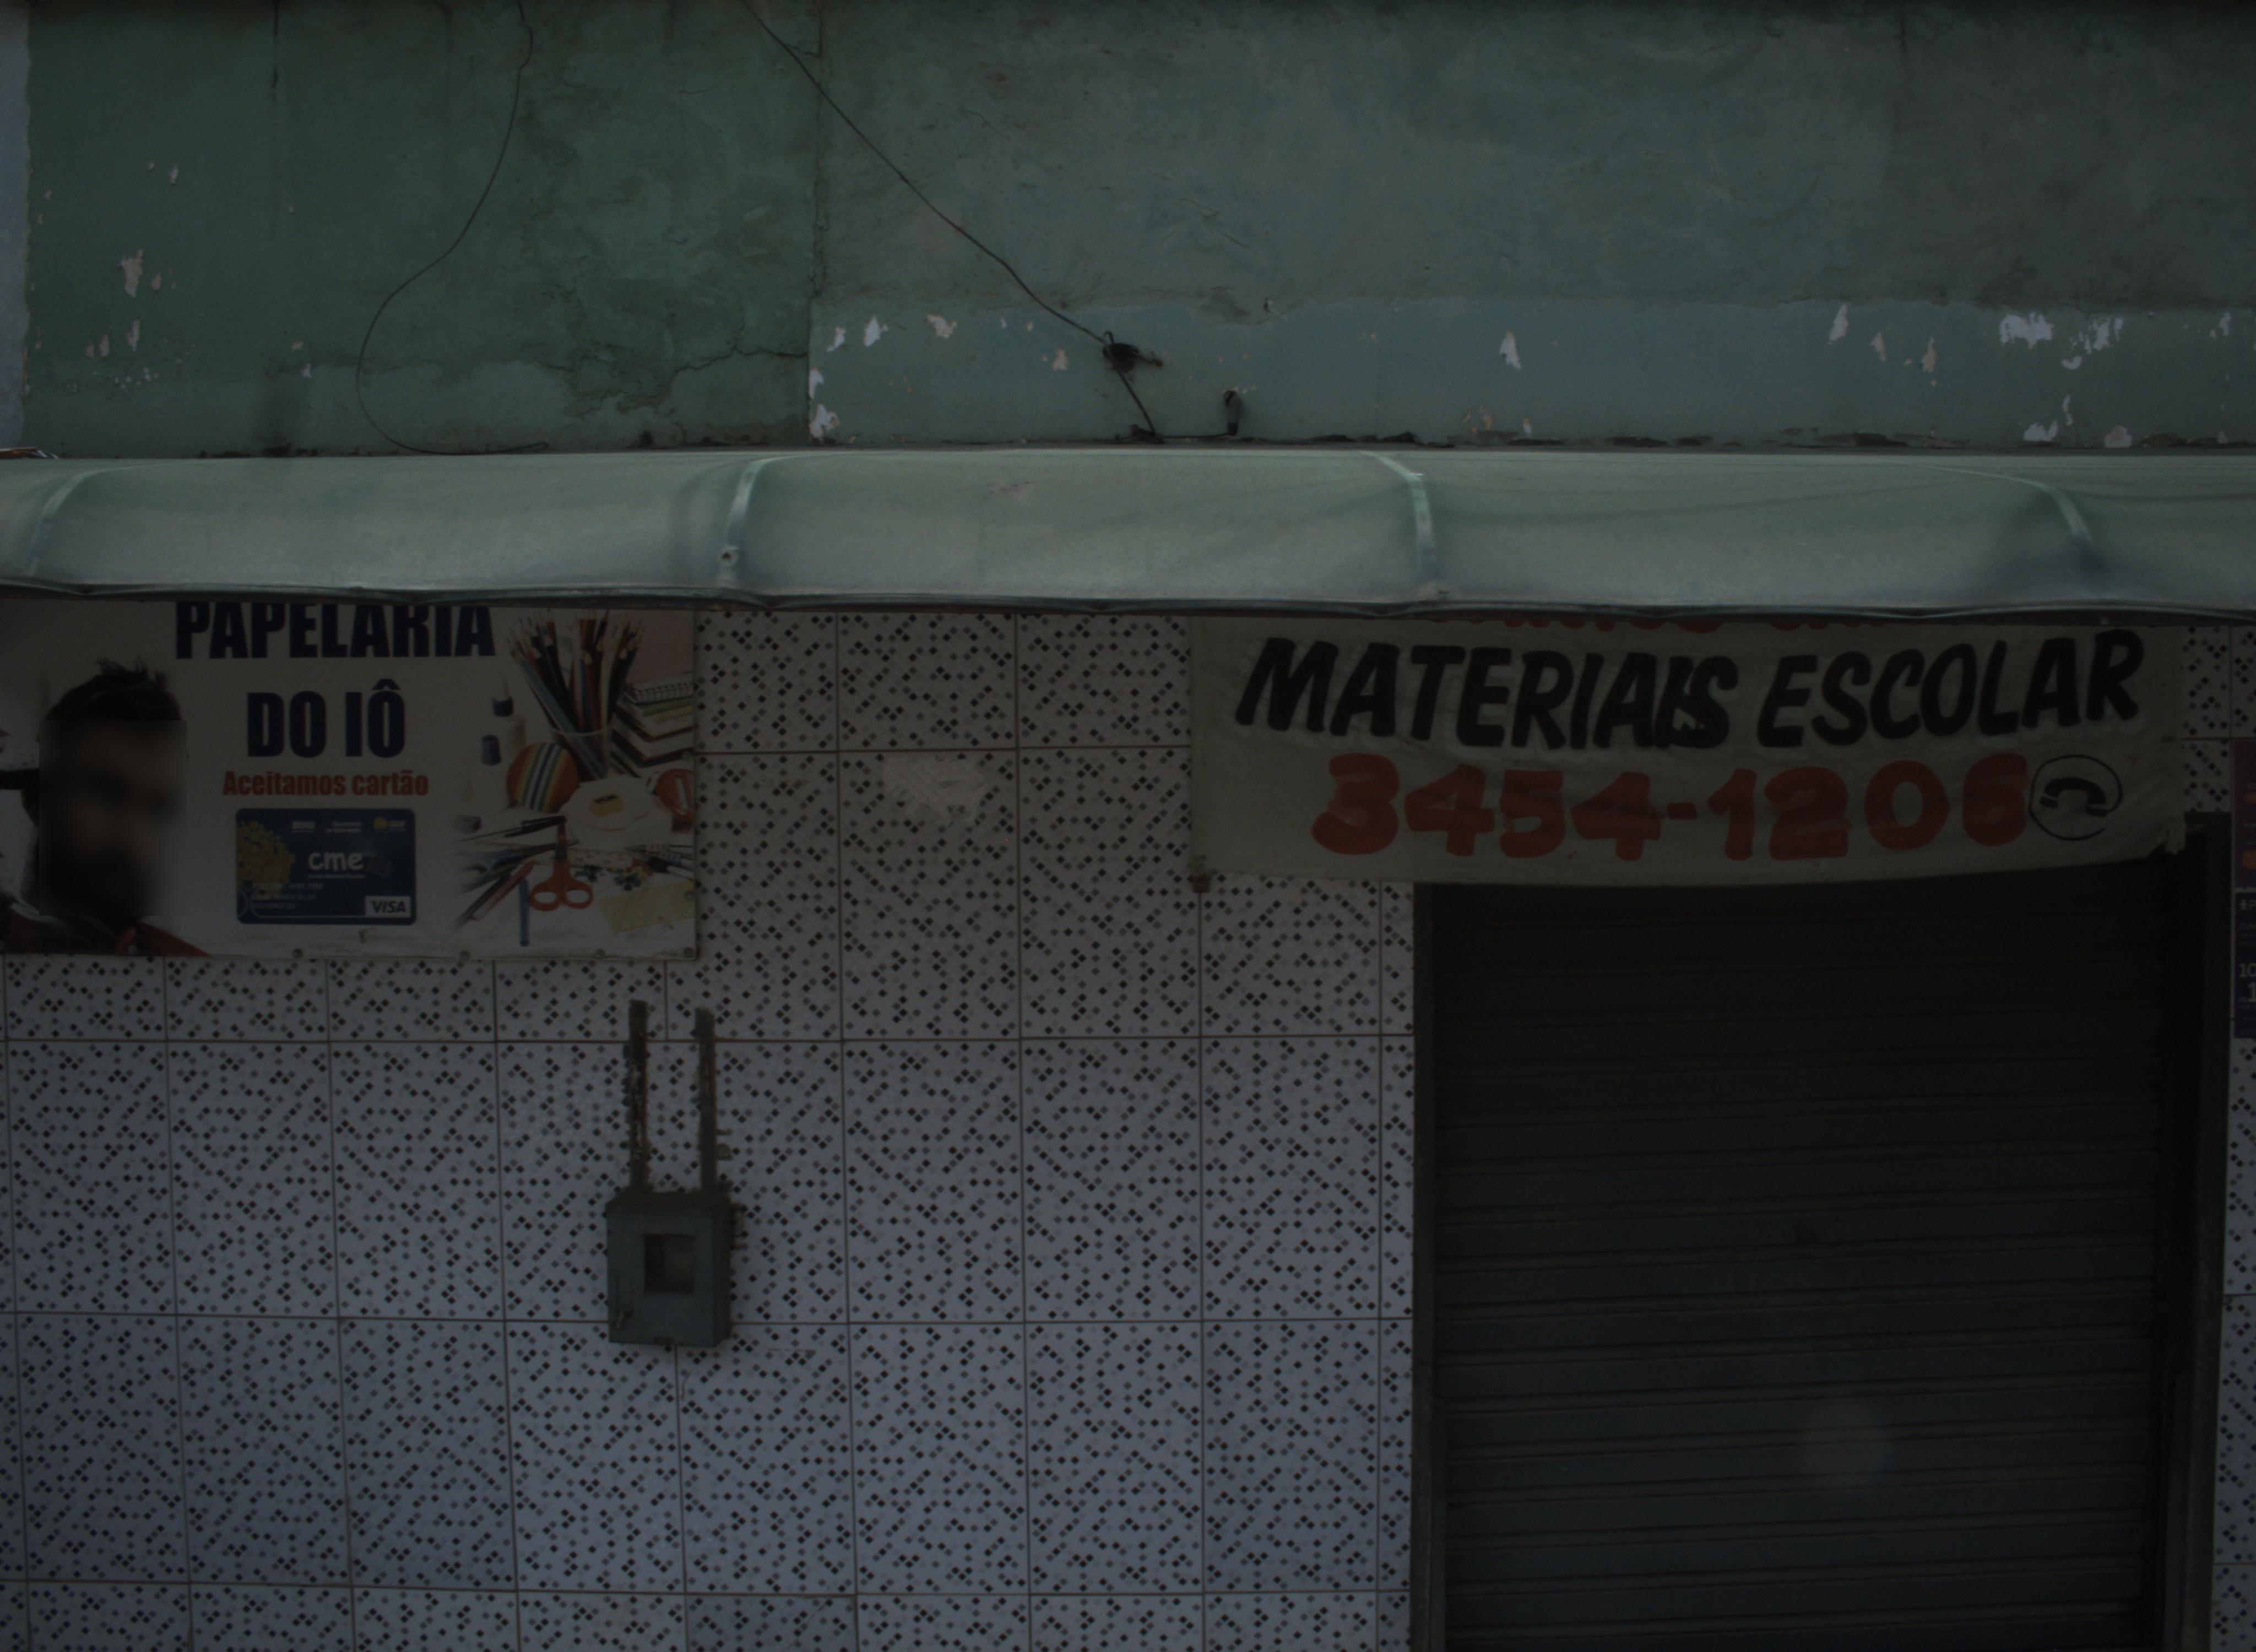 PAPELARIA
DO IÔ
Aceitamos cartão
cme
VISA
MATERIAIS ESCOLAR
3454-1206